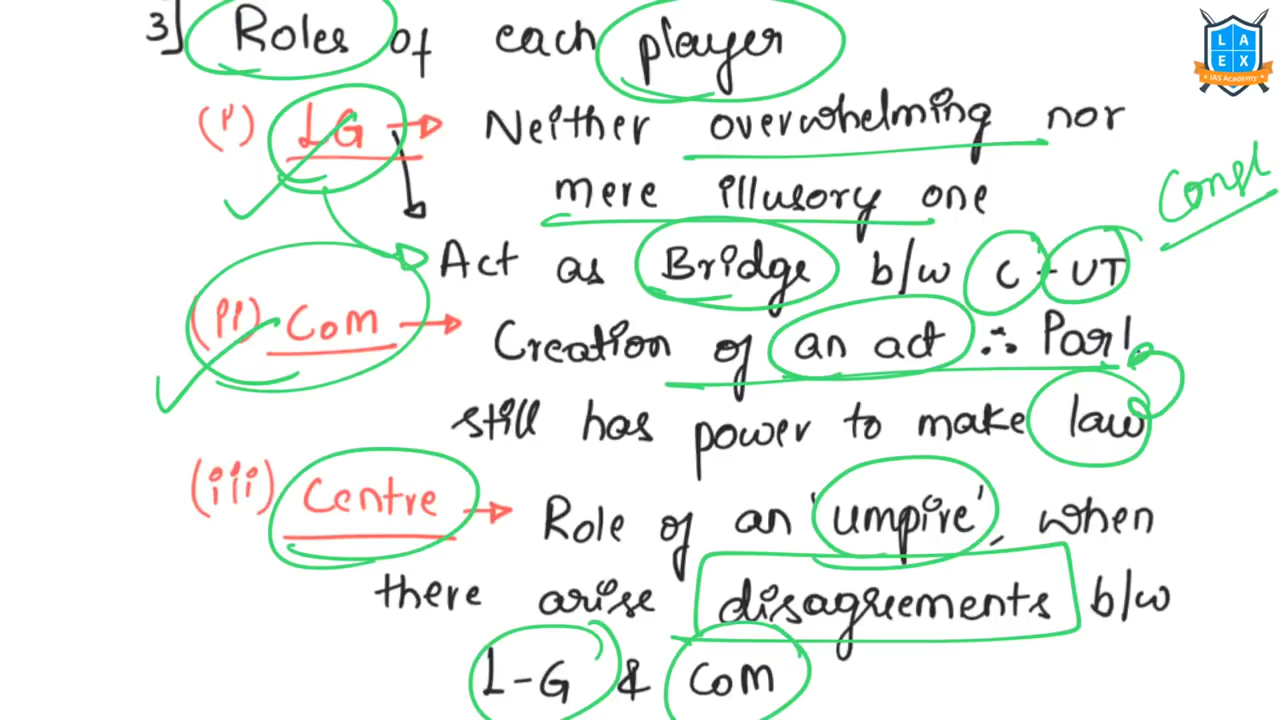 3] Roles of each player
LAEX
IAS Academy
(i) LG → Neither overwhelming nor
mere illusory one
Const
Act as Bridge b/w C - UT
(ii) CoM → Creation of an act ∴ Parl.
still has power to make law
(iii) Centre → Role of an 'umpire', when
there arise disagreements b/w
L-G & CoM